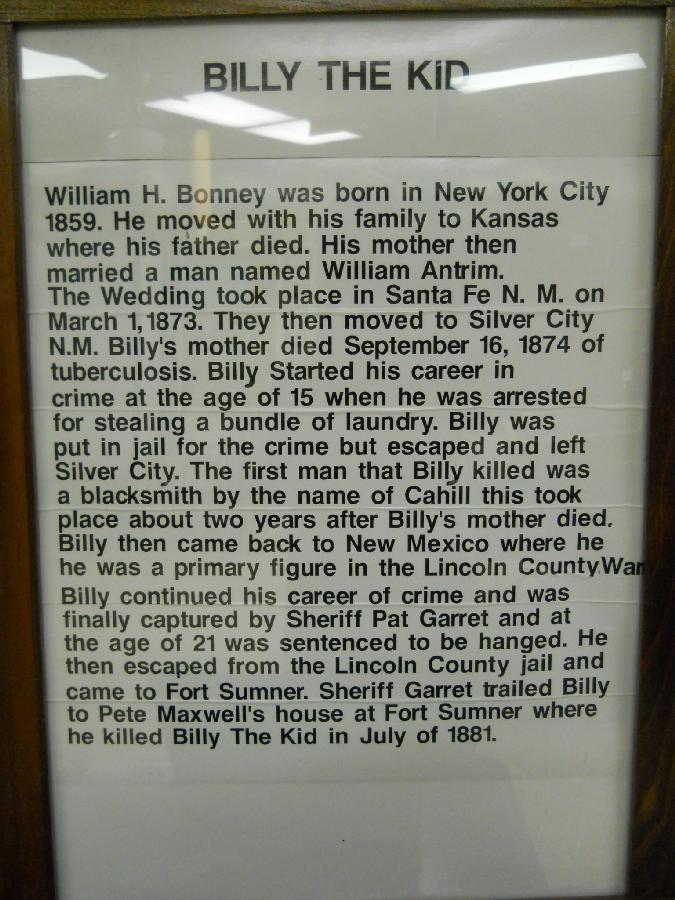 BILLY THE KID
William H. Bonney was born in New York City
1859. He moved with his family to Kansas
where his father died. His mother then
married a man named William Antrim.
The Wedding took place in Santa Fe N. M. on
March 1,1873. They then moved to Silver City
N.M. Billy's mother died September 16, 1874 of
tuberculosis. Billy Started his career in
crime at the age of 15 when he was arrested
for stealing a bundle of laundry. Billy was
put in jail for the crime but escaped and left
Silver City. The first man that Billy killed was
a blacksmith by the name of Cahill this took
place about two years after Billy's mother died.
Billy then came back to New Mexico where he
he was a primary figure in the Lincoln County War
Billy continued his career of crime and was
finally captured by Sheriff Pat Garret and at
the age of 21 was sentenced to be hanged. He
then escaped from the Lincoln County jail and
came to Fort Sumner. Sheriff Garret trailed Billy
to Pete Maxwell's house at Fort Sumner where
he killed Billy The Kid in July of 1881.